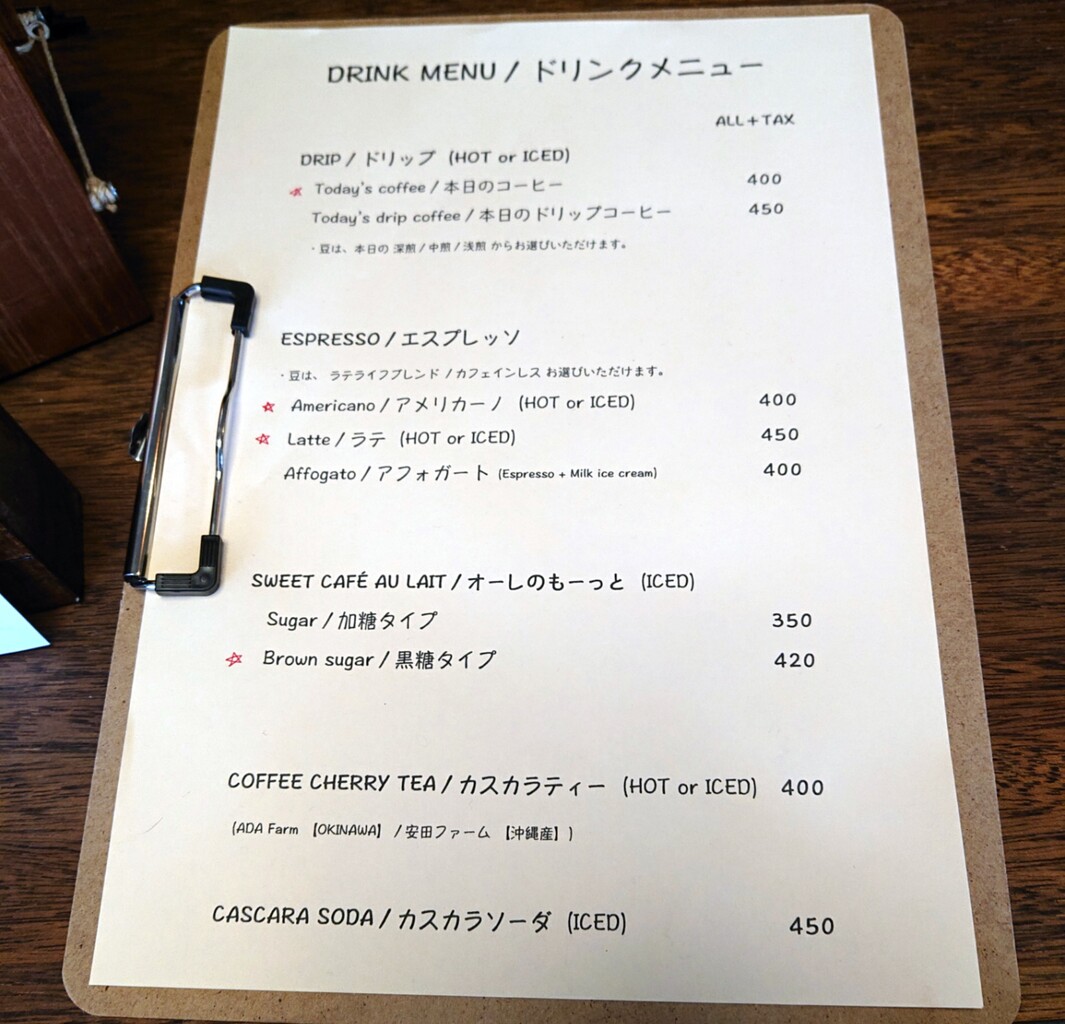 DRINK MENU / ドリンクメニュー
ALL+TAX
DRIP / ドリップ (HOT or ICED)
☆ Today's coffee / 本日のコーヒー 400
Today's drip coffee / 本日のドリップコーヒー 450
・豆は、本日の 深煎 / 中煎 / 浅煎 からお選びいただけます。
ESPRESSO / エスプレッソ
・豆は、 ラテライフブレンド / カフェインレス お選びいただけます。
☆ Americano / アメリカーノ (HOT or ICED) 400
☆ Latte / ラテ (HOT or ICED) 450
Affogato / アフォガート (Espresso + Milk ice cream) 400
SWEET CAFÉ AU LAIT / オーレのもーっと (ICED)
Sugar / 加糖タイプ 350
☆ Brown sugar / 黒糖タイプ 420
COFFEE CHERRY TEA / カスカラティー (HOT or ICED) 400
(ADA Farm 【OKINAWA】 / 安田ファーム 【沖縄産】)
CASCARA SODA / カスカラソーダ (ICED) 450